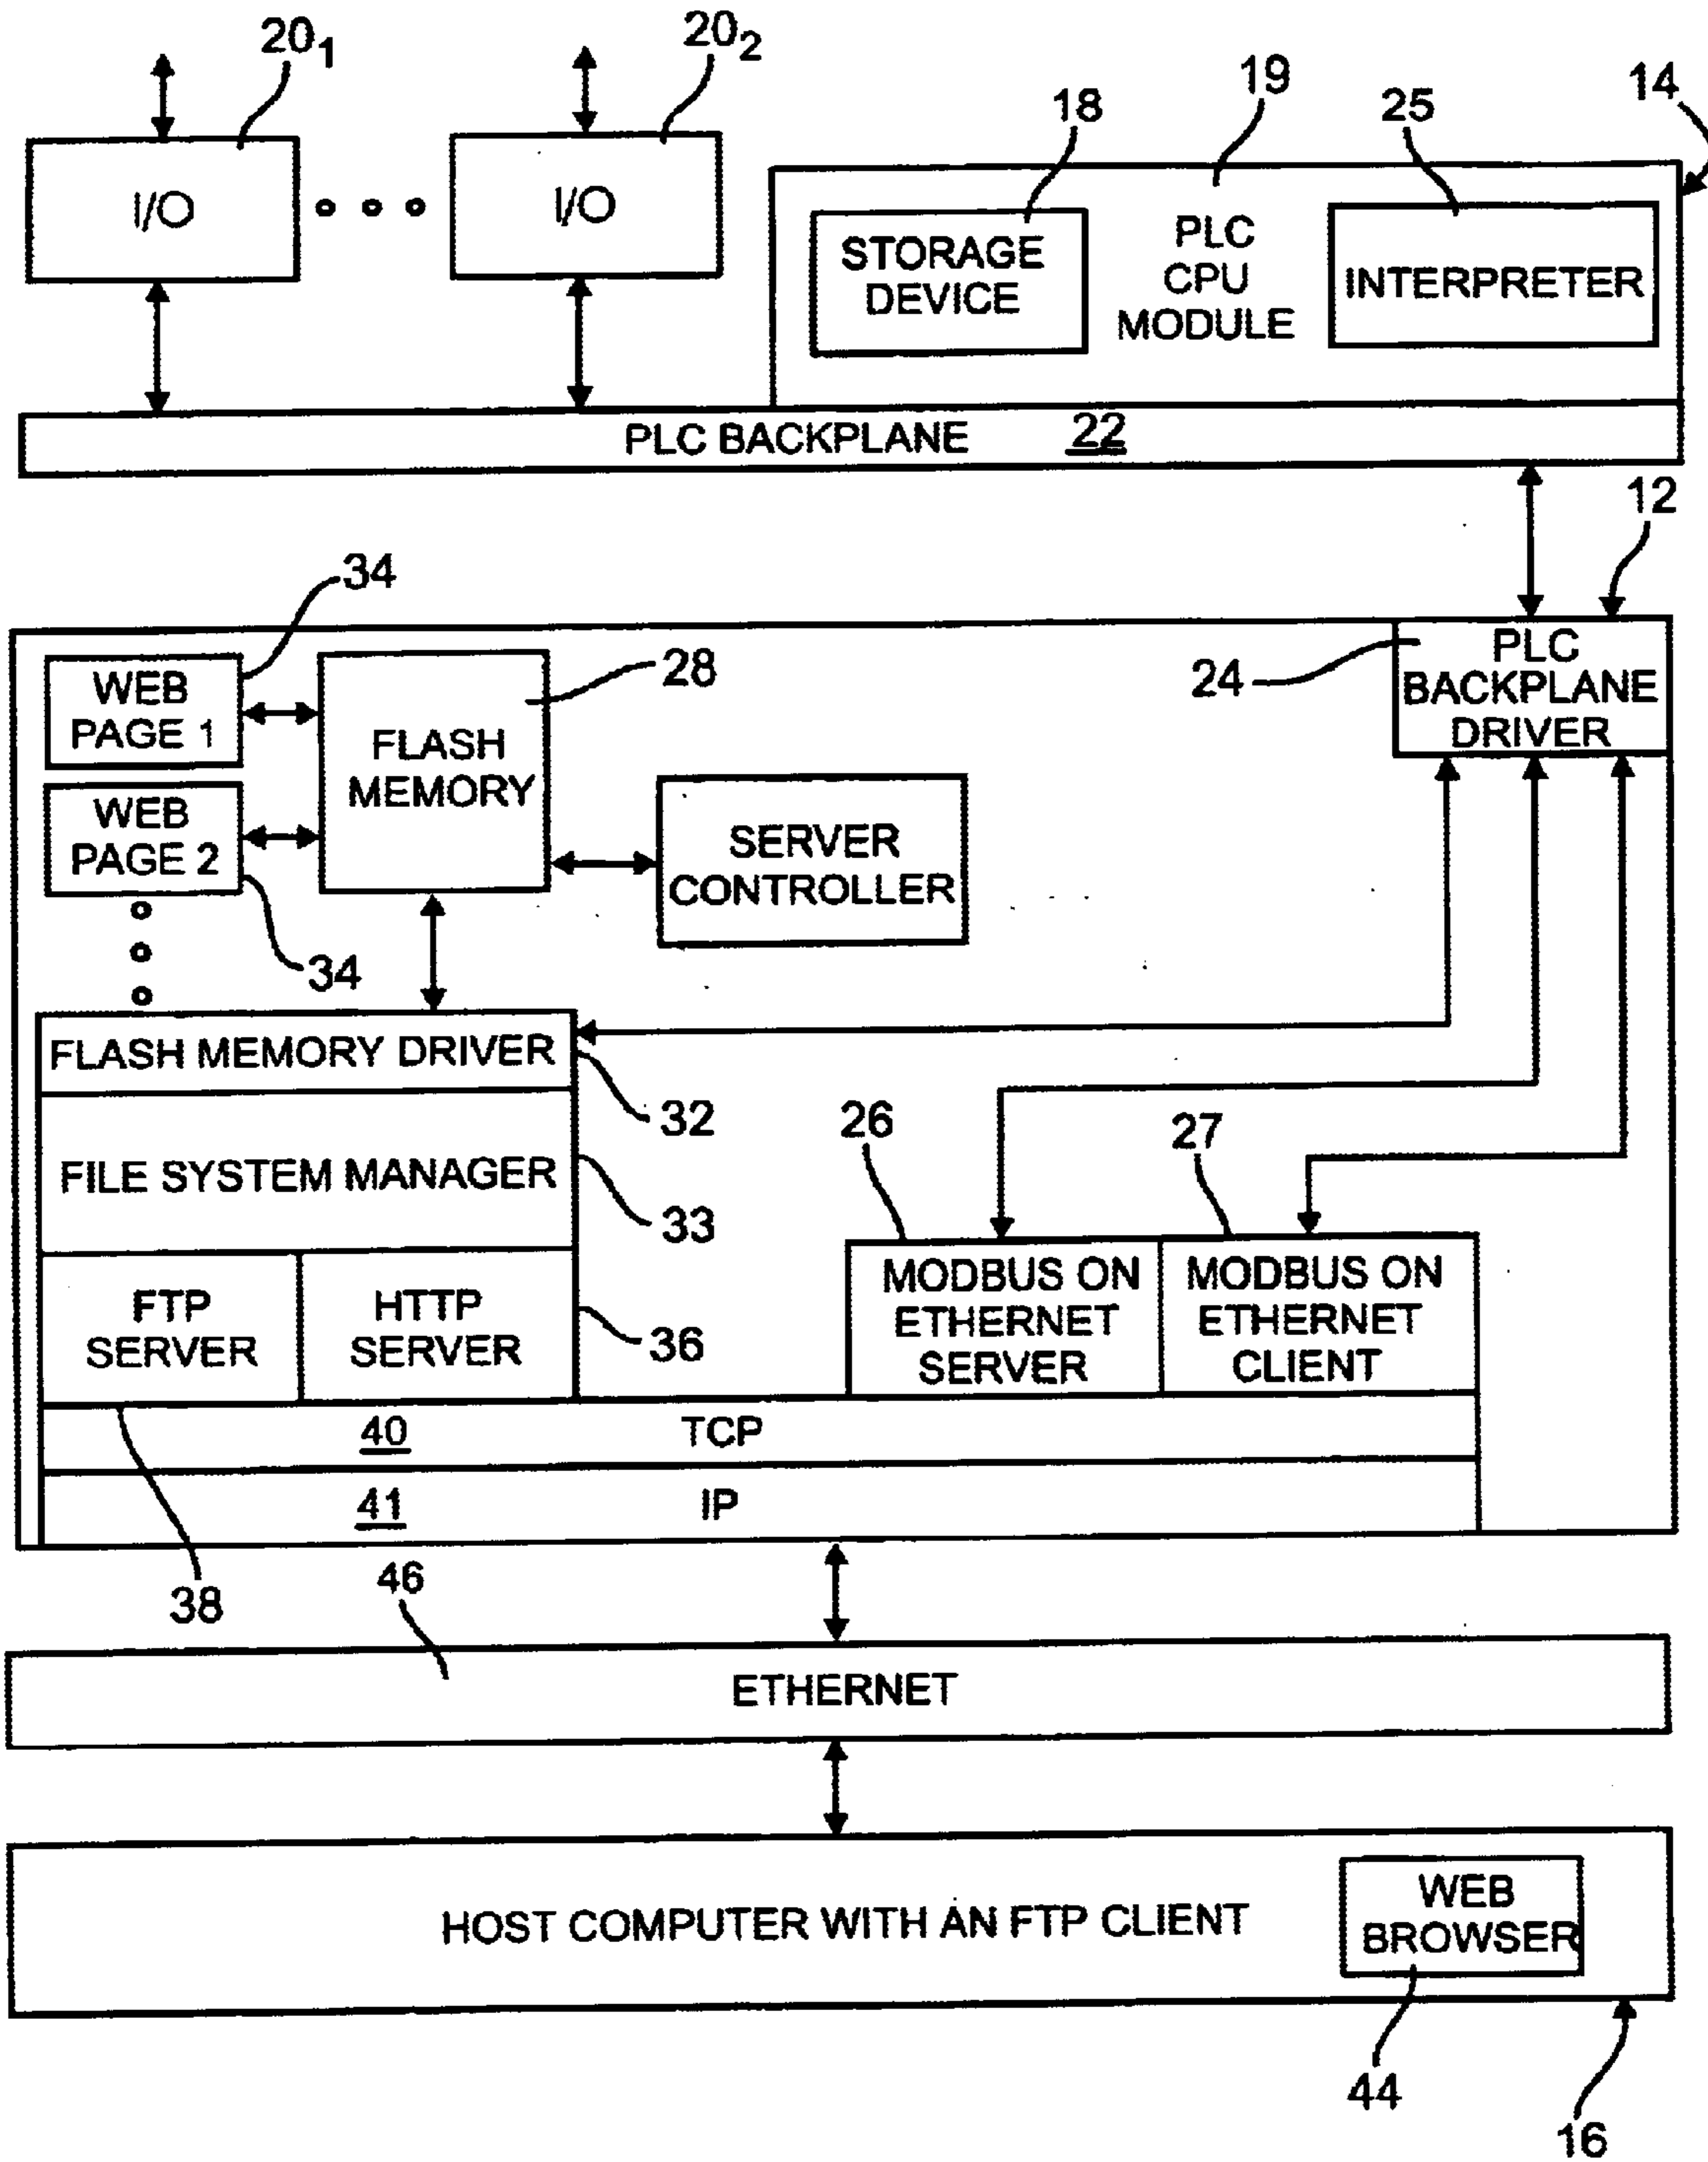 20₁
20₂
19
14
18
25
I/O
I/O
STORAGE
DEVICE
PLC
CPU
MODULE
INTERPRETER
PLC BACKPLANE 22
12
34
WEB
PAGE 1
28
FLASH
MEMORY
24
PLC
BACKPLANE
DRIVER
WEB
PAGE 2
34
SERVER
CONTROLLER
FLASH MEMORY DRIVER
32
FILE SYSTEM MANAGER
33
26
27
FTP
SERVER
HTTP
SERVER
36
MODBUS ON
ETHERNET
SERVER
MODBUS ON
ETHERNET
CLIENT
40 TCP
41 IP
38
46
ETHERNET
HOST COMPUTER WITH AN FTP CLIENT
WEB
BROWSER
44
16